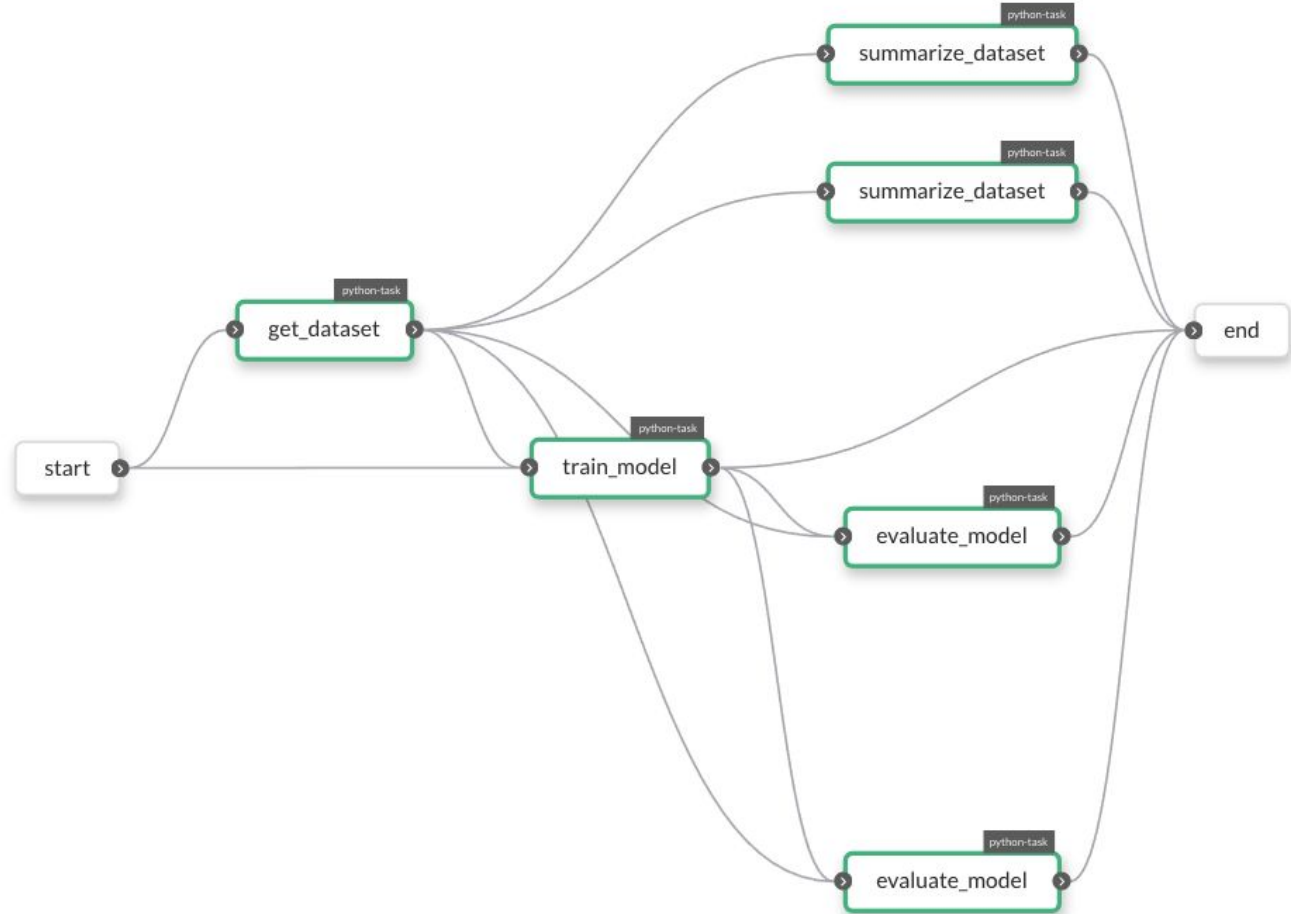 python-task
summarize_dataset
python-task
summarize_dataset
python-task
get_dataset
end
python-task
train_model
start
python-task
evaluate_model
python-task
evaluate_model